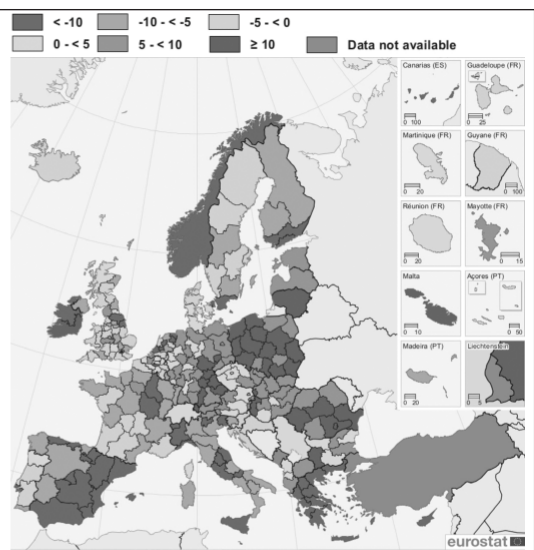 < -10 -10 - < -5 -5 - < 0
0 - < 5 5 - < 10 ≥ 10 Data not available
Canarias (ES) Guadeloupe (FR)
0 100 0 25
Martinique (FR) Guyane (FR)
0 20 0 100
Réunion (FR) Mayotte (FR)
0 20 0 15
Malta Açores (PT)
0 10 0 50
Madeira (PT) Liechtenstein
0 20 0 5
eurostat